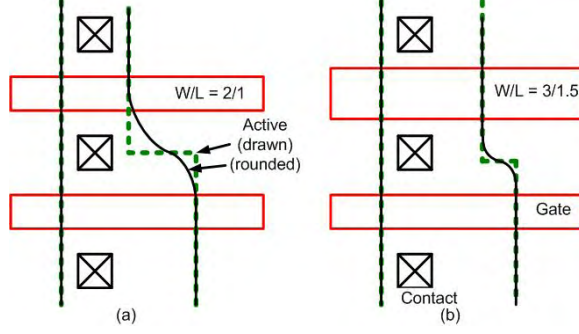 W/L = 2/1
W/L = 3/1.5
Active
(drawn)
(rounded)
Gate
Contact
(a)
(b)